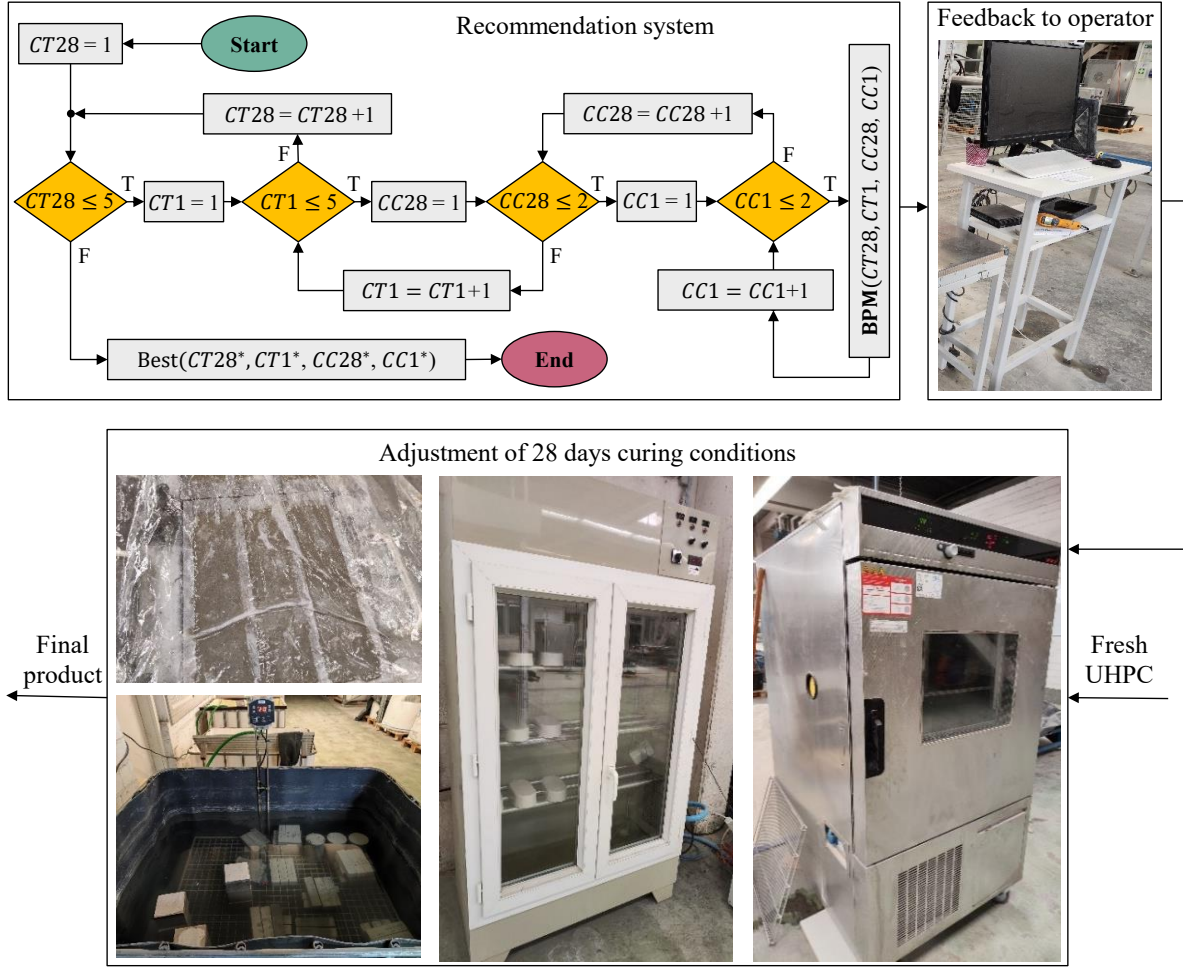 Recommendation system
Feedback to operator
CT28 = 1
Start
CT28 = CT28 +1
CC28 = CC28 +1
F
F
CT28 ≤ 5
T
CT1 = 1
CT1 ≤ 5
T
CC28 = 1
CC28 ≤ 2
T
CC1 = 1
CC1 ≤ 2
T
BPM(CT28, CT1, CC28, CC1)
F
F
CT1 = CT1+1
CC1 = CC1+1
Best(CT28*, CT1*, CC28*, CC1*)
End
Adjustment of 28 days curing conditions
Final
product
Fresh
UHPC